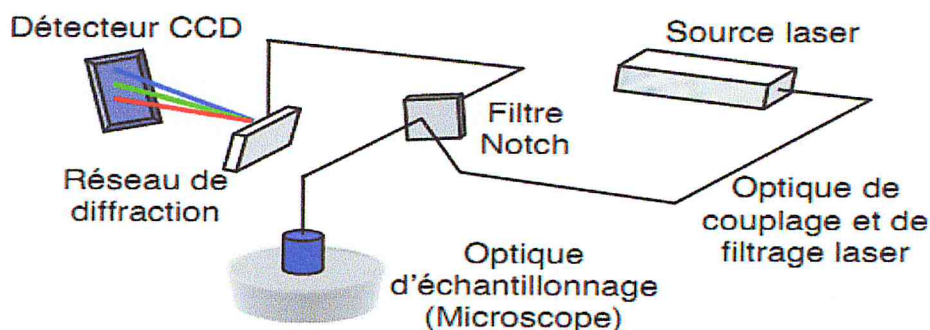 Détecteur CCD
Source laser
Filtre
Notch
Réseau de
diffraction
Optique de
couplage et de
filtrage laser
Optique
d'échantillonnage
(Microscope)